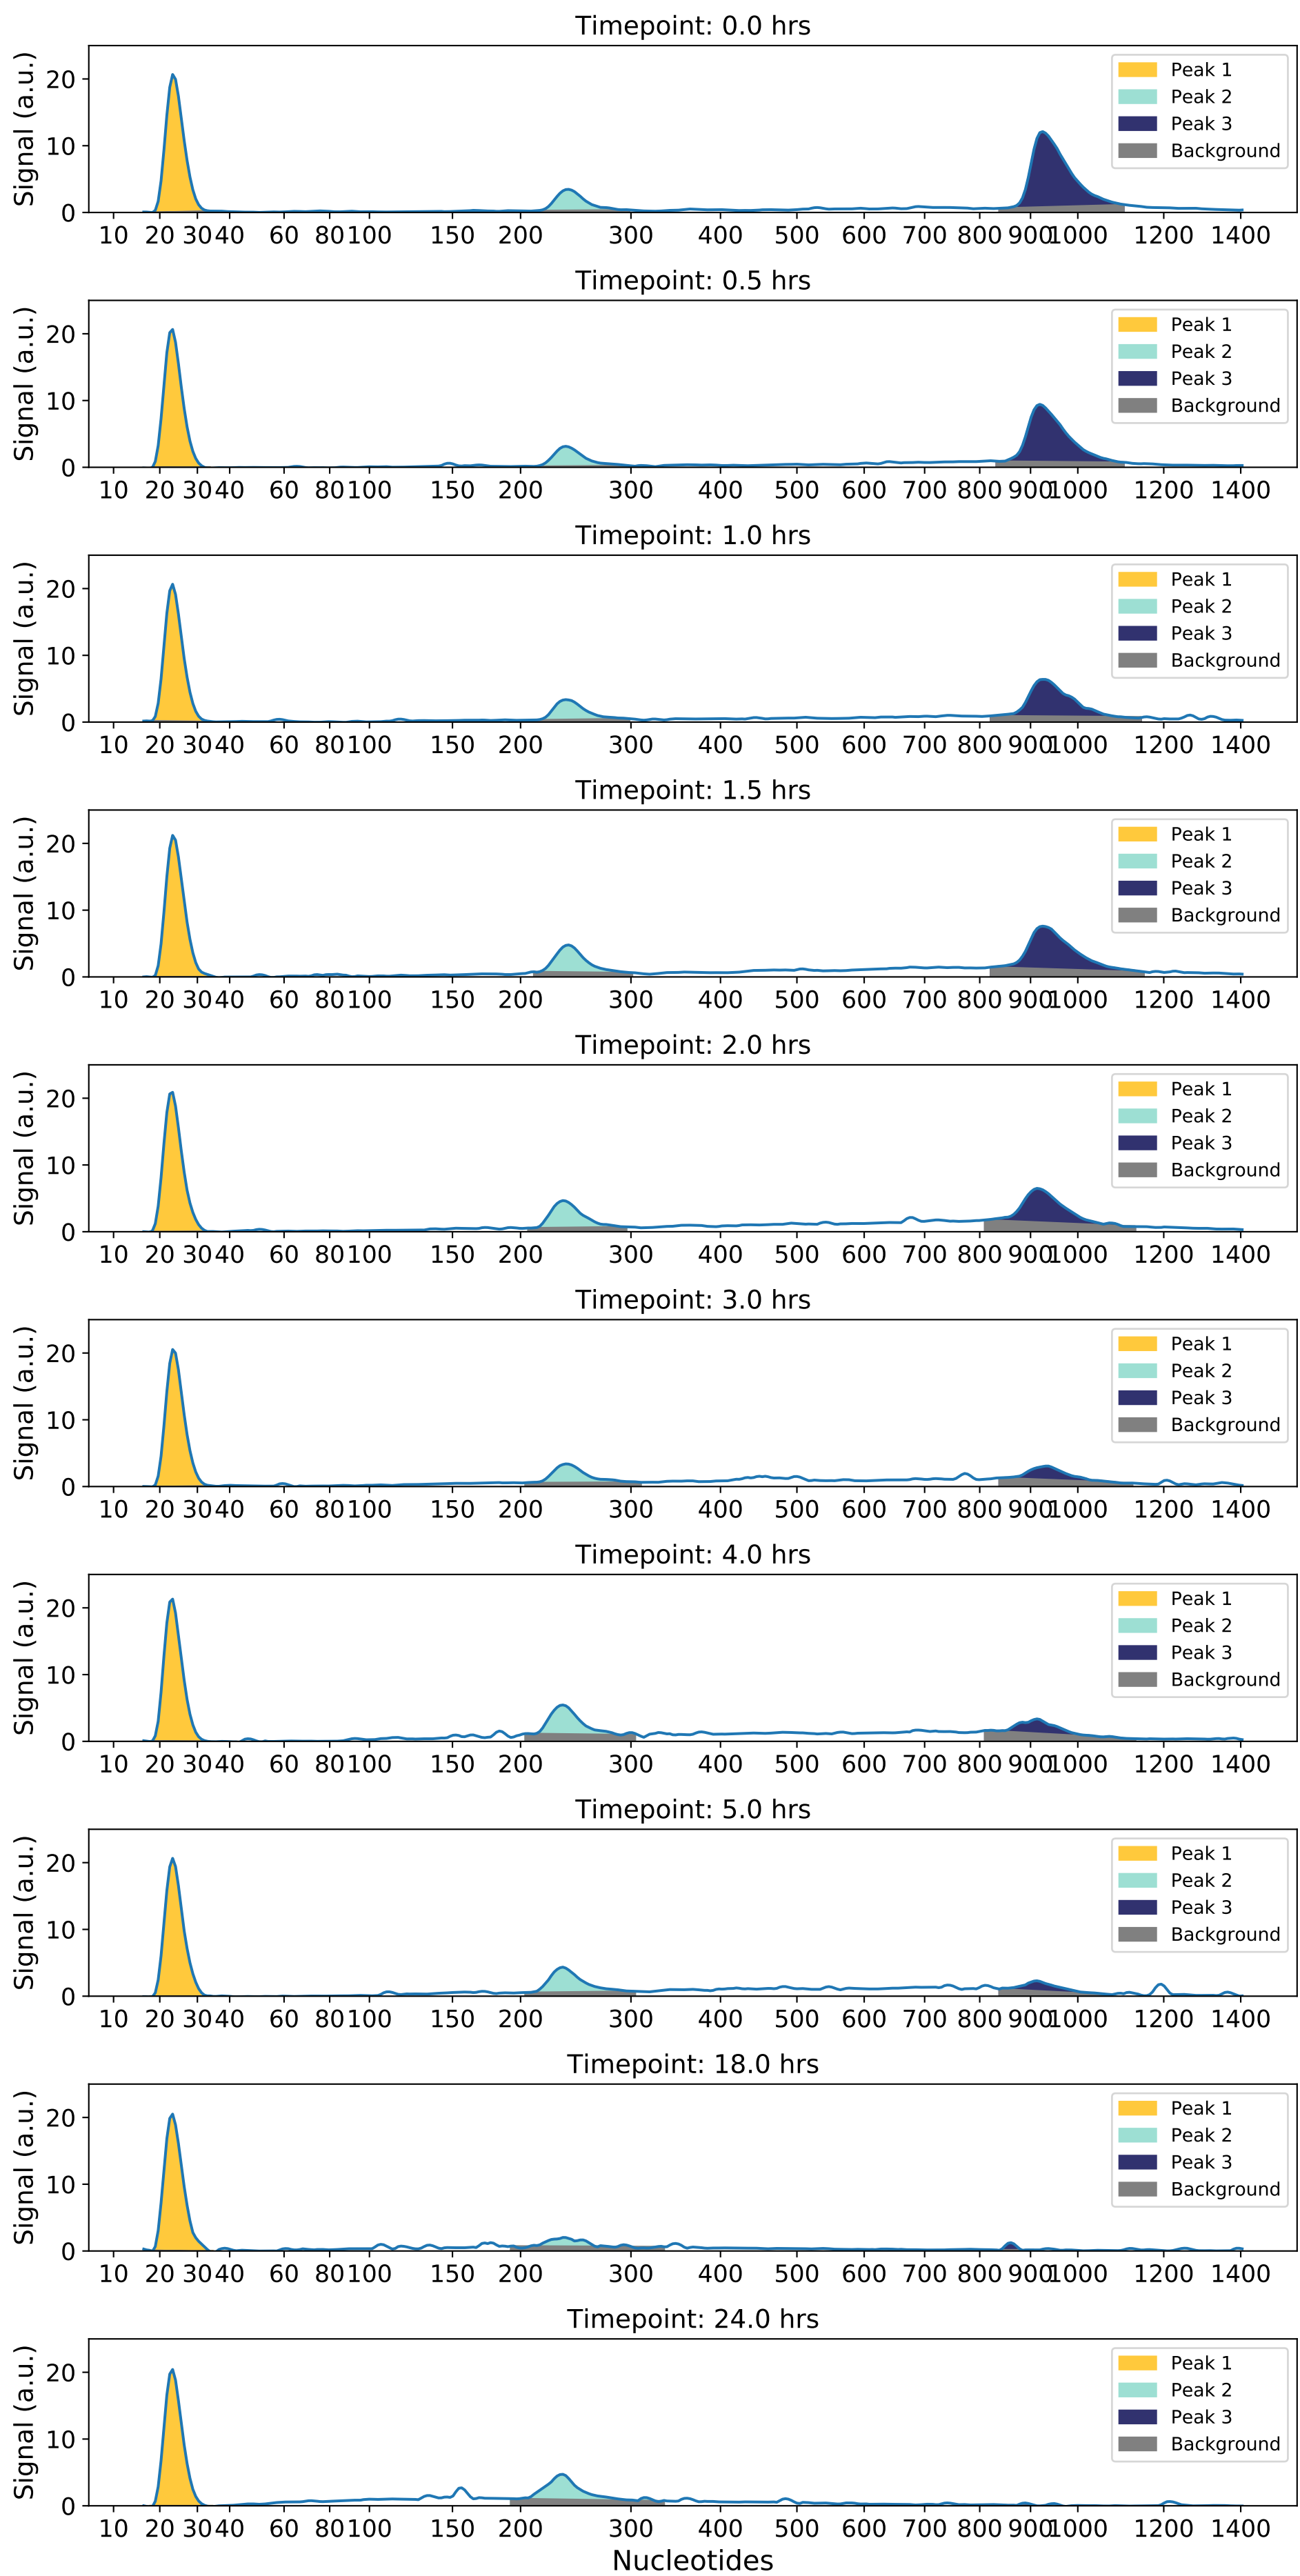 Timepoint: 0.0 hrs
Signal (a.u.)
20
10
0
Peak 1
Peak 2
Peak 3
Background
10 20 30 40 60 80 100 150 200 300 400 500 600 700 800 900 1000 1200 1400
Timepoint: 0.5 hrs
Signal (a.u.)
20
10
0
Peak 1
Peak 2
Peak 3
Background
10 20 30 40 60 80 100 150 200 300 400 500 600 700 800 900 1000 1200 1400
Timepoint: 1.0 hrs
Signal (a.u.)
20
10
0
Peak 1
Peak 2
Peak 3
Background
10 20 30 40 60 80 100 150 200 300 400 500 600 700 800 900 1000 1200 1400
Timepoint: 1.5 hrs
Signal (a.u.)
20
10
0
Peak 1
Peak 2
Peak 3
Background
10 20 30 40 60 80 100 150 200 300 400 500 600 700 800 900 1000 1200 1400
Timepoint: 2.0 hrs
Signal (a.u.)
20
10
0
Peak 1
Peak 2
Peak 3
Background
10 20 30 40 60 80 100 150 200 300 400 500 600 700 800 900 1000 1200 1400
Timepoint: 3.0 hrs
Signal (a.u.)
20
10
0
Peak 1
Peak 2
Peak 3
Background
10 20 30 40 60 80 100 150 200 300 400 500 600 700 800 900 1000 1200 1400
Timepoint: 4.0 hrs
Signal (a.u.)
20
10
0
Peak 1
Peak 2
Peak 3
Background
10 20 30 40 60 80 100 150 200 300 400 500 600 700 800 900 1000 1200 1400
Timepoint: 5.0 hrs
Signal (a.u.)
20
10
0
Peak 1
Peak 2
Peak 3
Background
10 20 30 40 60 80 100 150 200 300 400 500 600 700 800 900 1000 1200 1400
Timepoint: 18.0 hrs
Signal (a.u.)
20
10
0
Peak 1
Peak 2
Peak 3
Background
10 20 30 40 60 80 100 150 200 300 400 500 600 700 800 900 1000 1200 1400
Timepoint: 24.0 hrs
Signal (a.u.)
20
10
0
Peak 1
Peak 2
Peak 3
Background
10 20 30 40 60 80 100 150 200 300 400 500 600 700 800 900 1000 1200 1400
Nucleotides